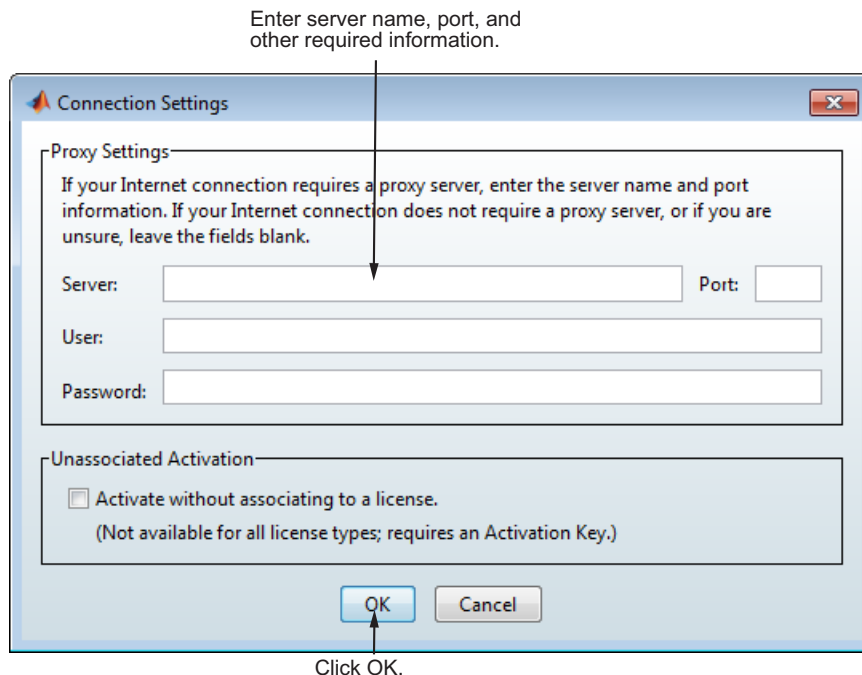 Enter server name, port, and
other required information.
Connection Settings
Proxy Settings
If your Internet connection requires a proxy server, enter the server name and port
information. If your Internet connection does not require a proxy server, or if you are
unsure, leave the fields blank.
Server:
Port:
User:
Password:
Unassociated Activation
Activate without associating to a license.
(Not available for all license types; requires an Activation Key.)
OK
Cancel
Click OK.